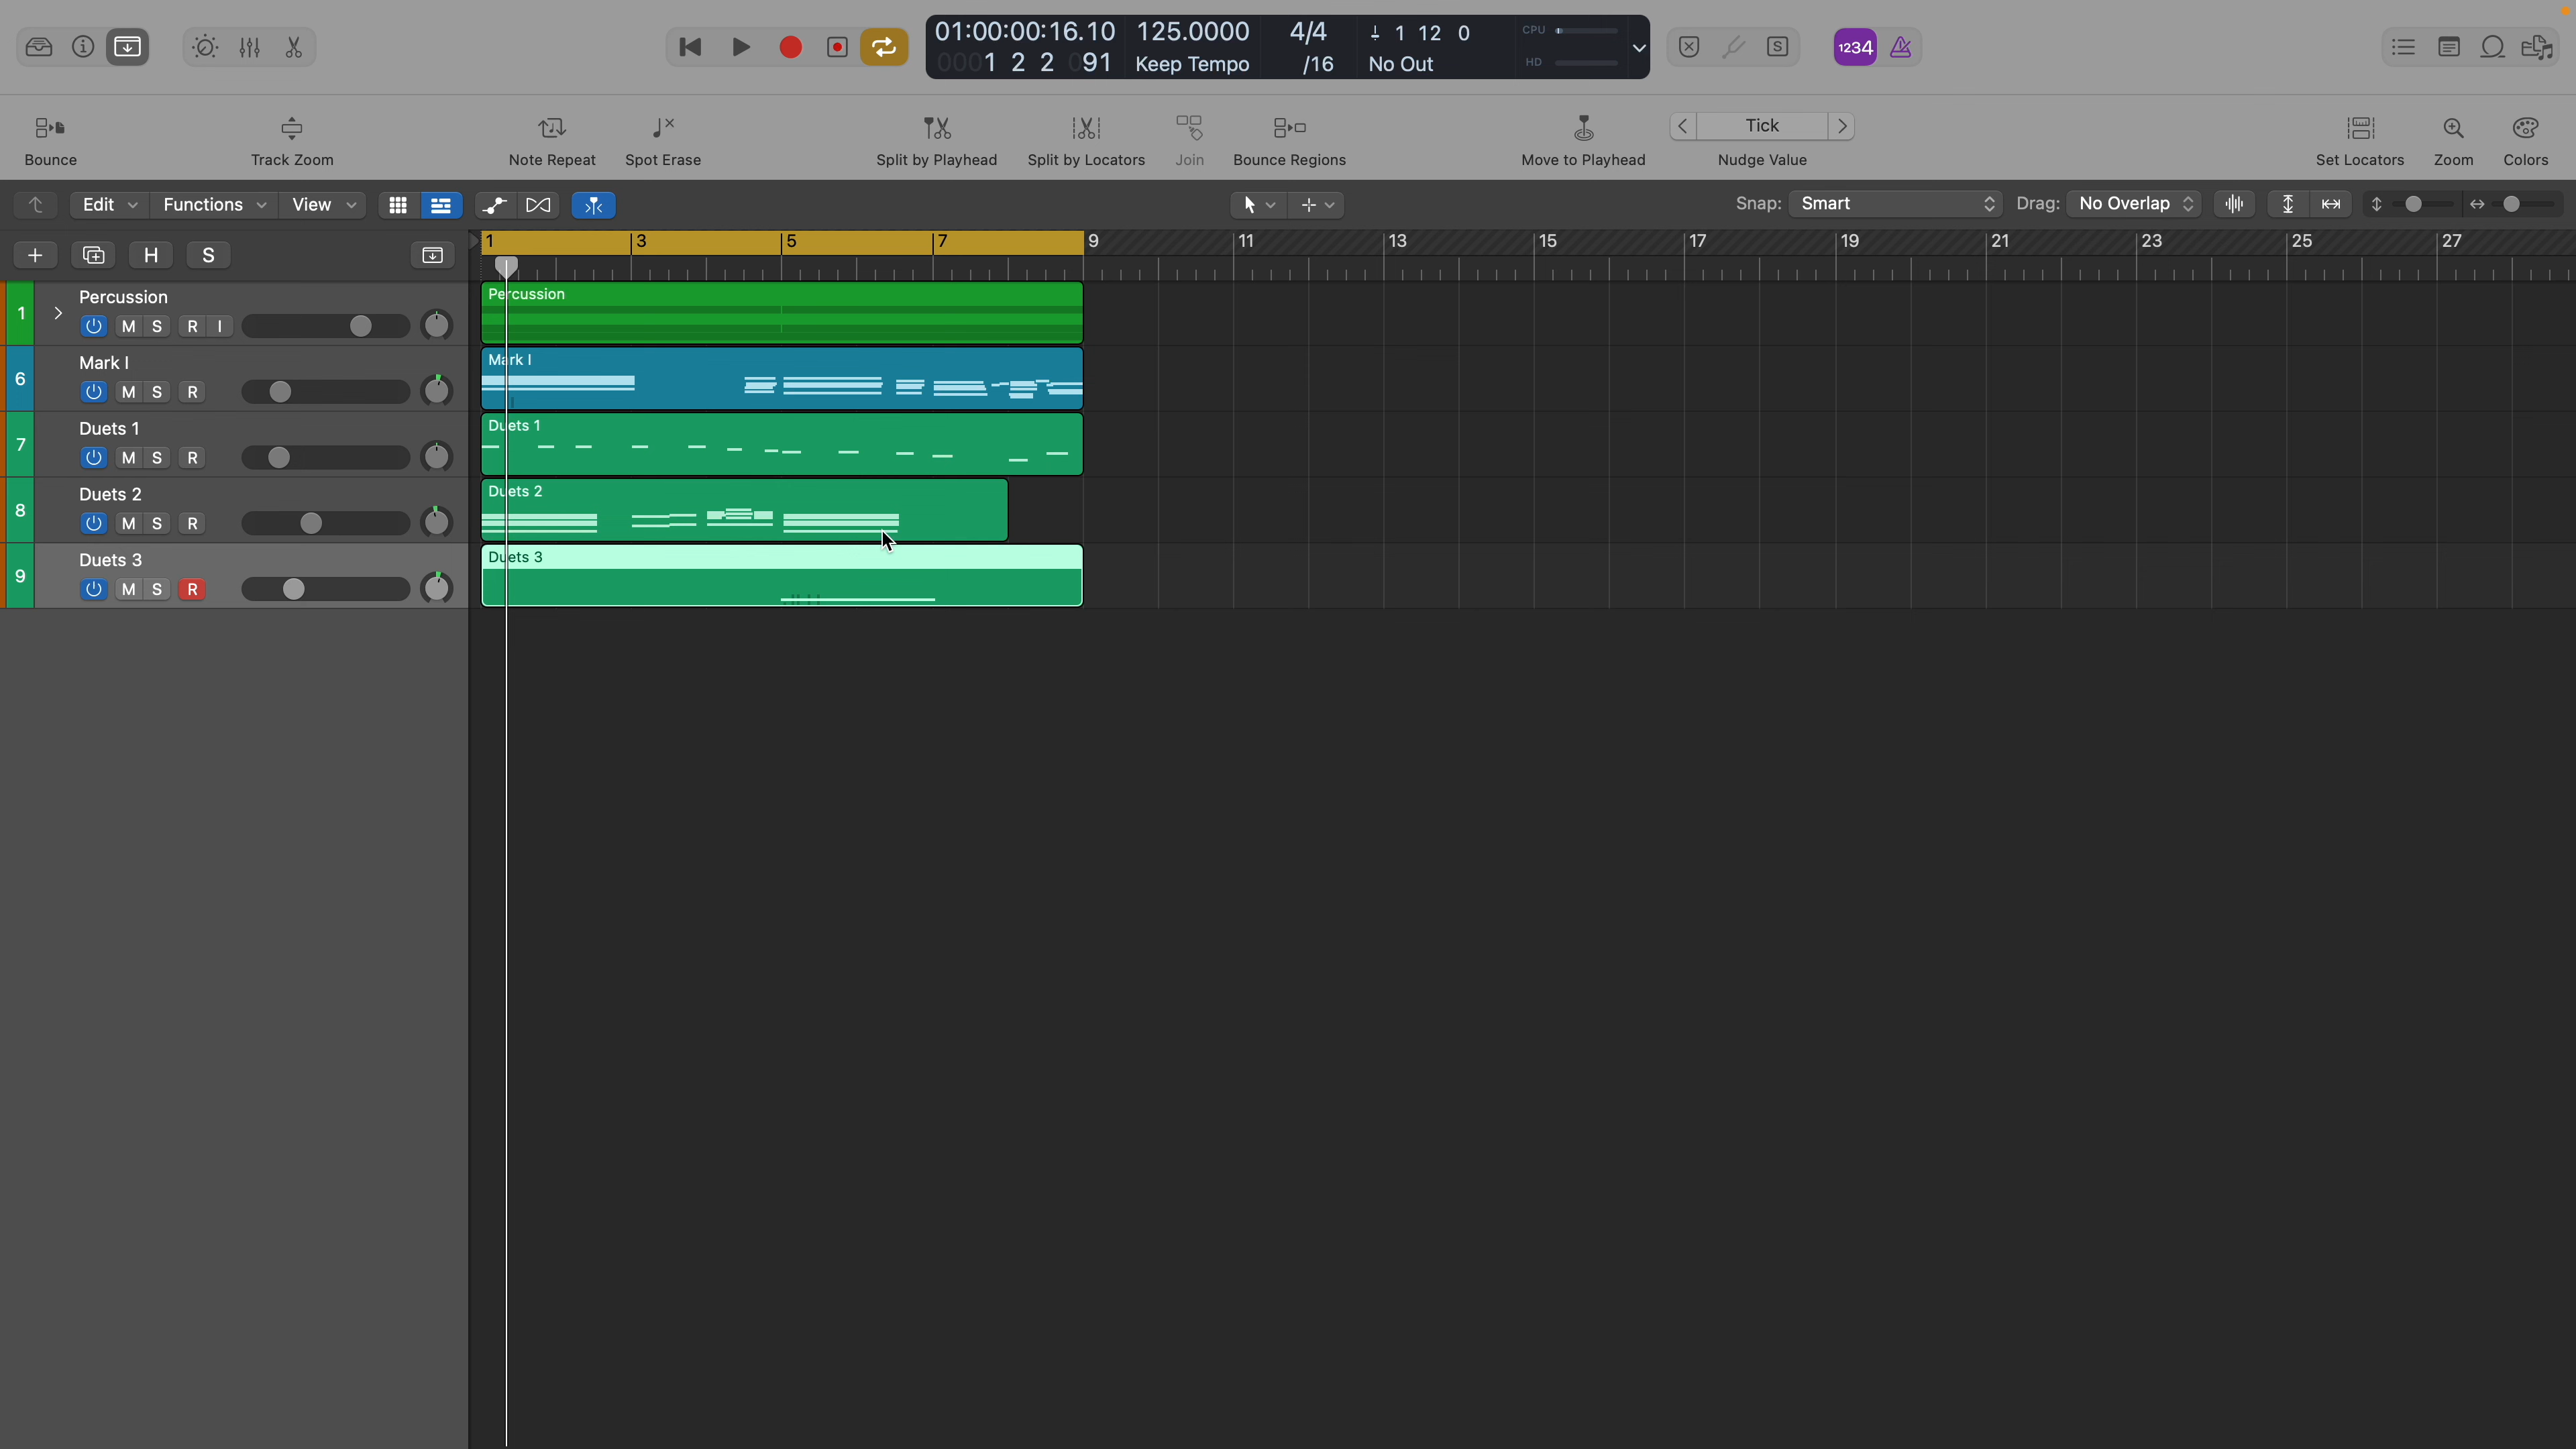 01:00:00:16.10 125.0000 4/4 1 12 0 CPU
0001 2 2 091 Keep Tempo /16 No Out HD
S 1234
Tick
Bounce Track Zoom Note Repeat Spot Erase Split by Playhead Split by Locators Join Bounce Regions Move to Playhead Nudge Value Set Locators Zoom Colors
Edit Functions View Snap: Smart Drag: No Overlap
+ H S 1 3 5 7 9 11 13 15 17 19 21 23 25 27
1 Percussion
M S R I
Percussion
6 Mark I
M S R
Mark I
7 Duets 1
M S R
Duets 1
8 Duets 2
M S R
Duets 2
9 Duets 3
M S R
Duets 3